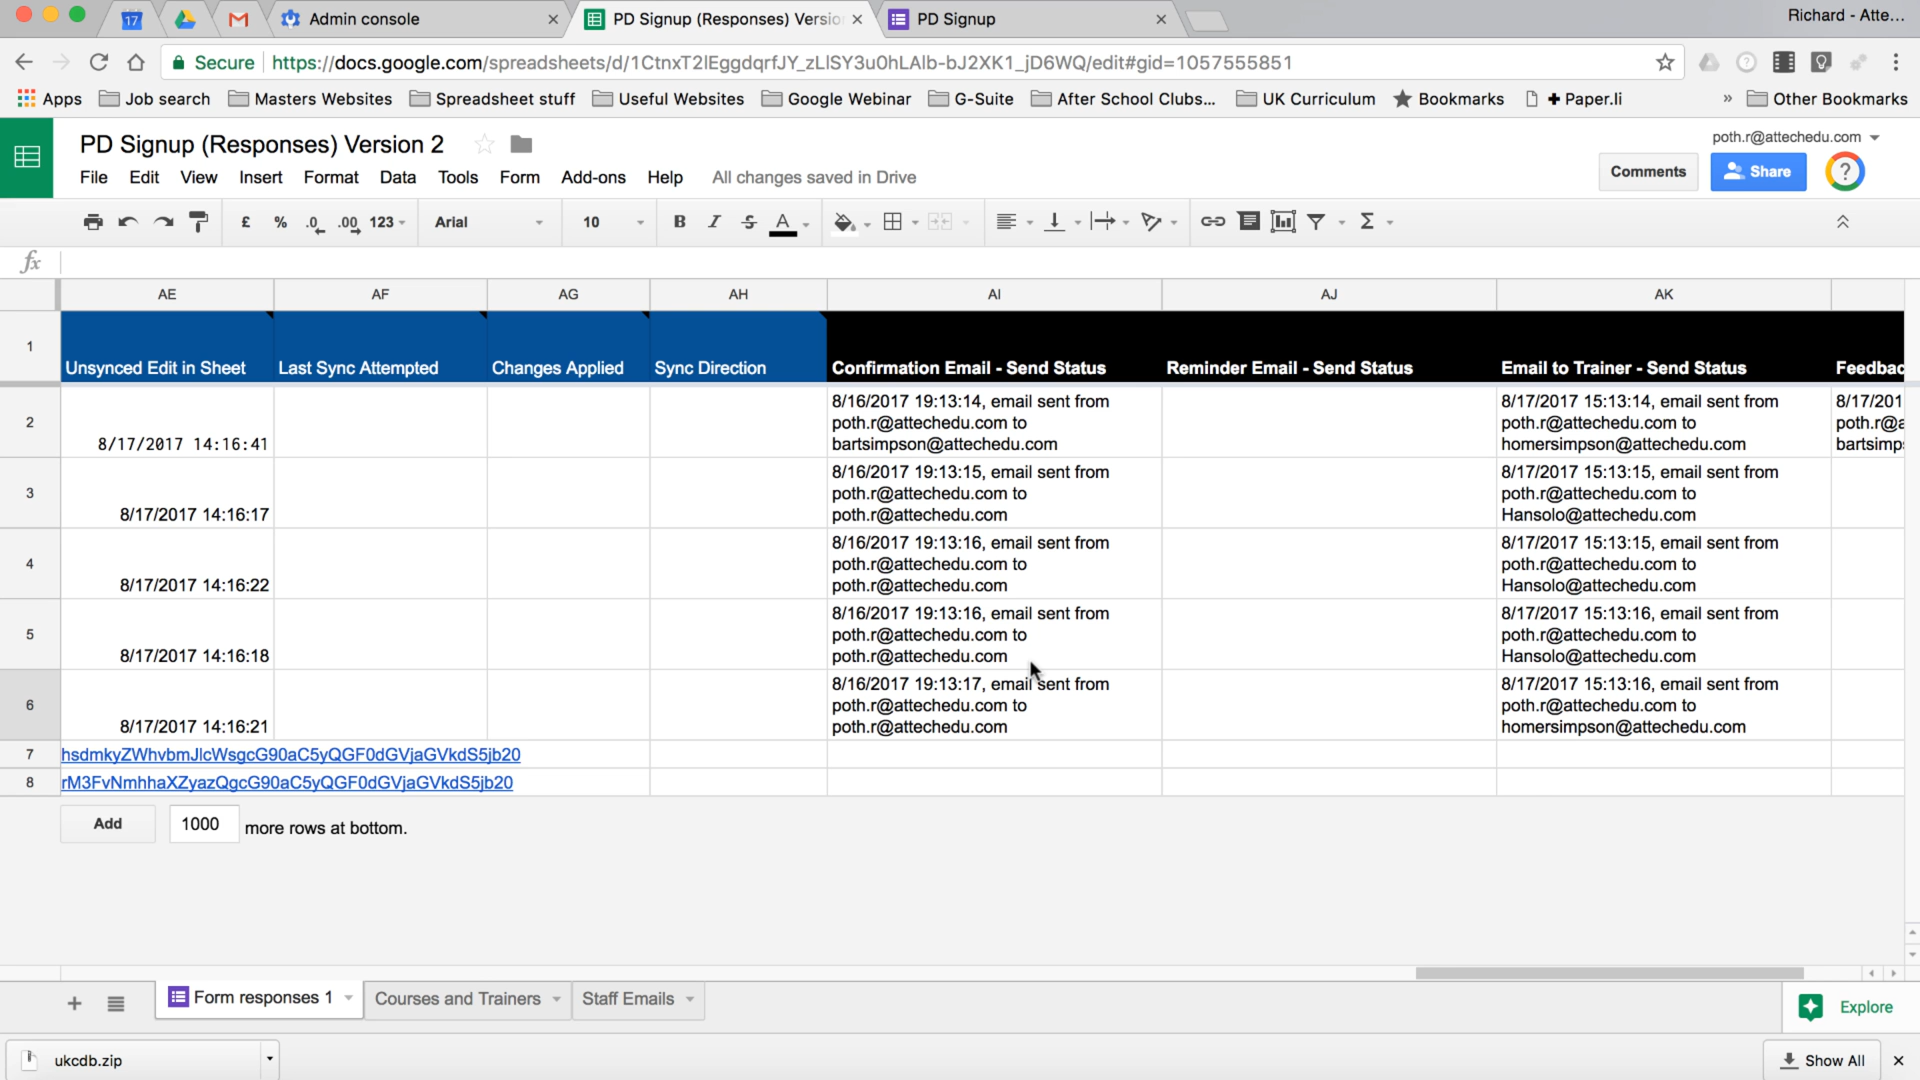 17
Admin console
PD Signup (Responses) Versio
PD Signup
Richard - Atte...
Secure
https://docs.google.com/spreadsheets/d/1CtnxT2lEggdqrfJY_zLlSY3u0hLAlb-bJ2XK1_jD6WQ/edit#gid=1057555851
Apps
Job search
Masters Websites
Spreadsheet stuff
Useful Websites
Google Webinar
G-Suite
After School Clubs...
UK Curriculum
Bookmarks
✚ Paper.li
»
Other Bookmarks
PD Signup (Responses) Version 2
poth.r@attechedu.com
File Edit View Insert Format Data Tools Form Add-ons Help All changes saved in Drive
Comments
Share
?
£ % .0 .00 123 Arial 10 B I S A Σ
fx
AE AF AG AH AI AJ AK
1 Unsynced Edit in Sheet Last Sync Attempted Changes Applied Sync Direction Confirmation Email - Send Status Reminder Email - Send Status Email to Trainer - Send Status Feedbac
8/16/2017 19:13:14, email sent from 8/17/2017 15:13:14, email sent from 8/17/201
2 poth.r@attechedu.com to poth.r@attechedu.com to poth.r@a
8/17/2017 14:16:41 bartsimpson@attechedu.com homersimpson@attechedu.com bartsimp
8/16/2017 19:13:15, email sent from 8/17/2017 15:13:15, email sent from
3 poth.r@attechedu.com to poth.r@attechedu.com to
8/17/2017 14:16:17 poth.r@attechedu.com Hansolo@attechedu.com
8/16/2017 19:13:16, email sent from 8/17/2017 15:13:15, email sent from
4 poth.r@attechedu.com to poth.r@attechedu.com to
8/17/2017 14:16:22 poth.r@attechedu.com Hansolo@attechedu.com
8/16/2017 19:13:16, email sent from 8/17/2017 15:13:16, email sent from
5 poth.r@attechedu.com to poth.r@attechedu.com to
8/17/2017 14:16:18 poth.r@attechedu.com Hansolo@attechedu.com
8/16/2017 19:13:17, email sent from 8/17/2017 15:13:16, email sent from
6 poth.r@attechedu.com to poth.r@attechedu.com to
8/17/2017 14:16:21 poth.r@attechedu.com homersimpson@attechedu.com
7 hsdmkyZWhvbmJlcWsgcG90aC5yQGF0dGVjaGVkdS5jb20
8 rM3FvNmhhaXZyazQgcG90aC5yQGF0dGVjaGVkdS5jb20
Add 1000 more rows at bottom.
Form responses 1 Courses and Trainers Staff Emails
Explore
ukcdb.zip
Show All